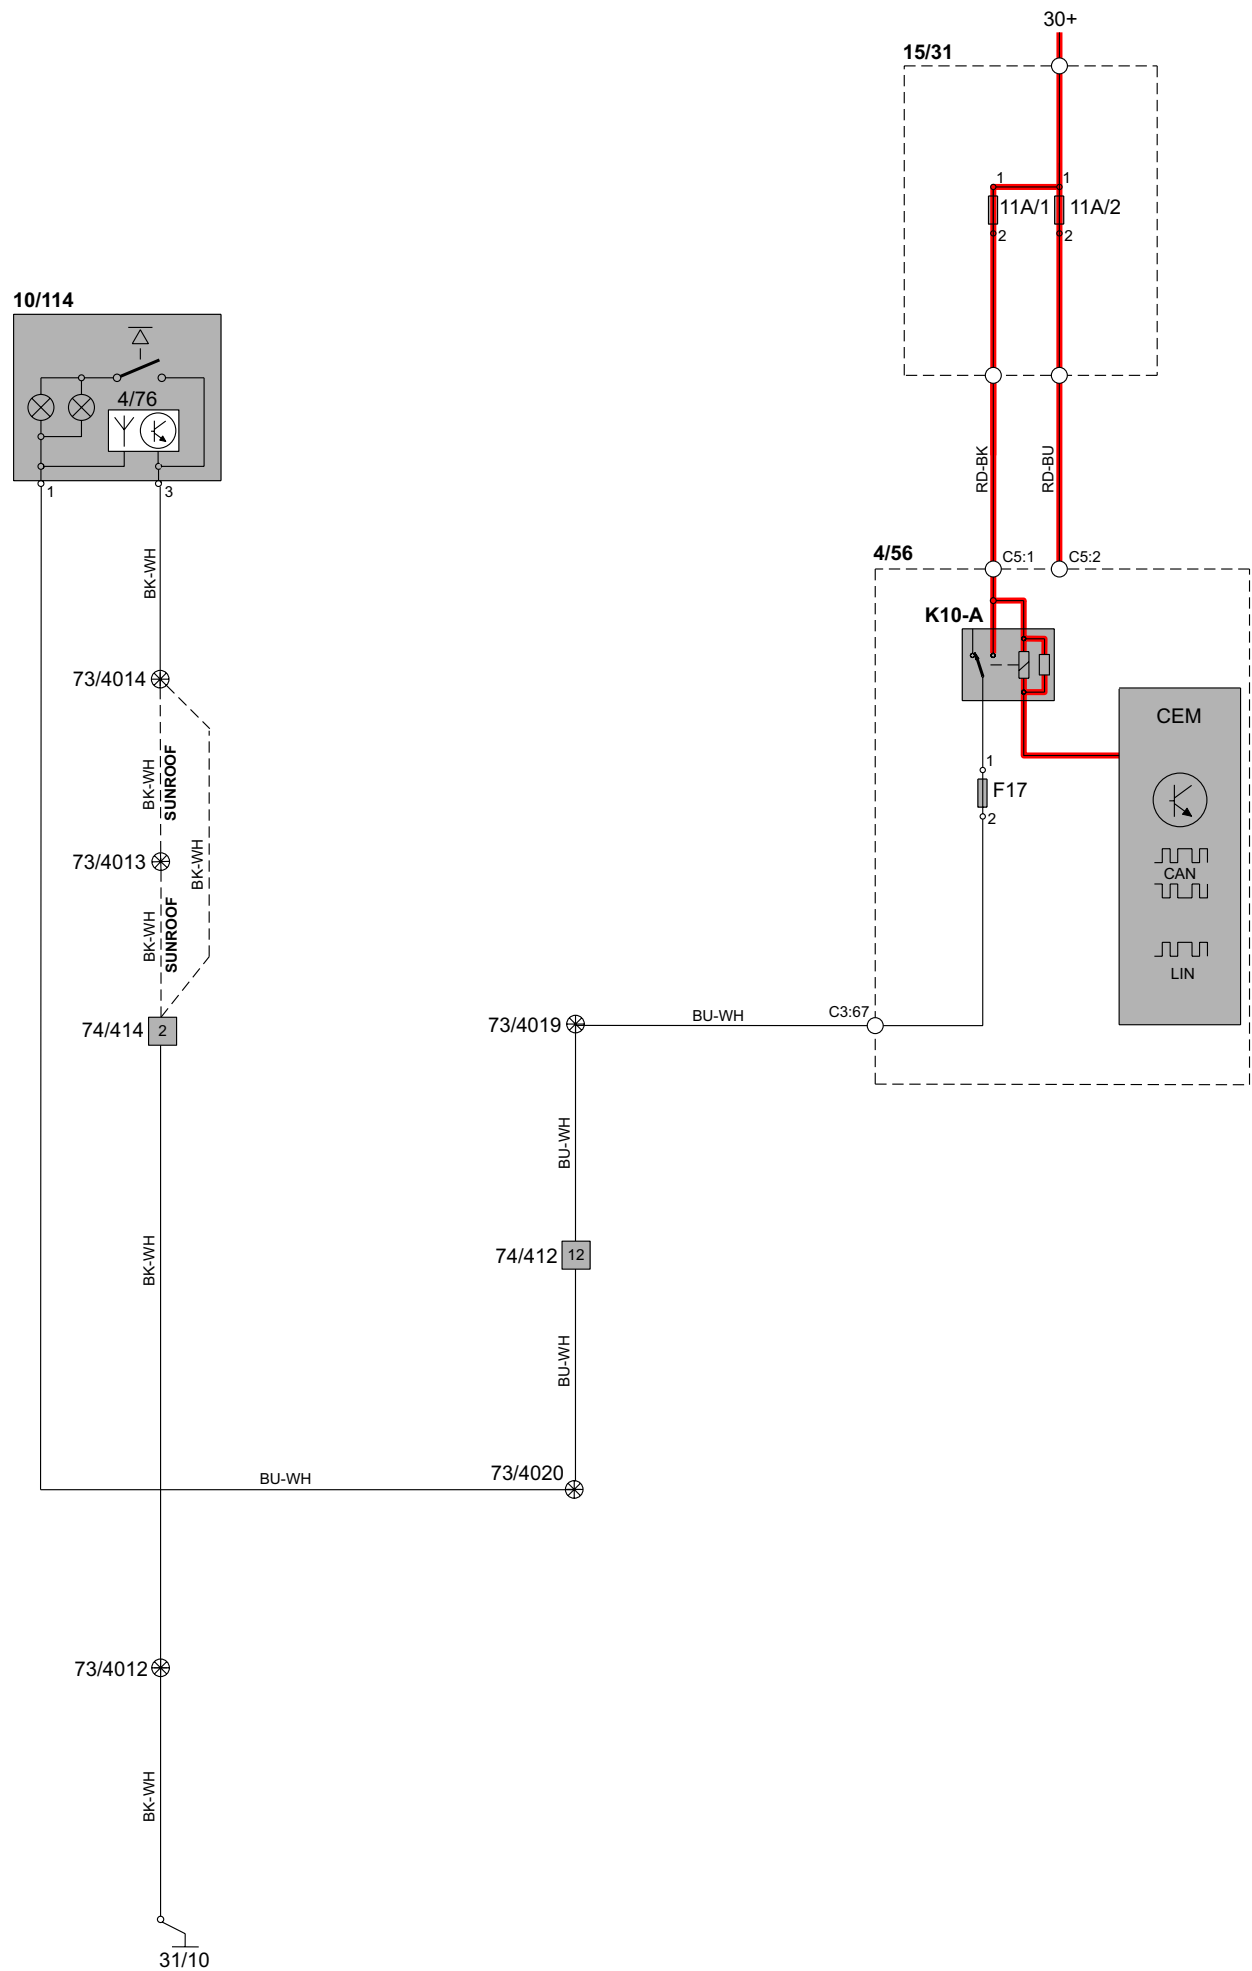 30+
15/31
1
1
11A/1
11A/2
2
2
10/114
4/76
1
3
RD-BK
RD-BU
4/56
C5:1
C5:2
BK-WH
K10-A
73/4014
CEM
BK-WH
SUNROOF
1
F17
2
73/4013
BK-WH
CAN
BK-WH
SUNROOF
LIN
74/414
2
73/4019
BU-WH
C3:67
BU-WH
BK-WH
74/412
12
BU-WH
BU-WH
73/4020
73/4012
BK-WH
31/10